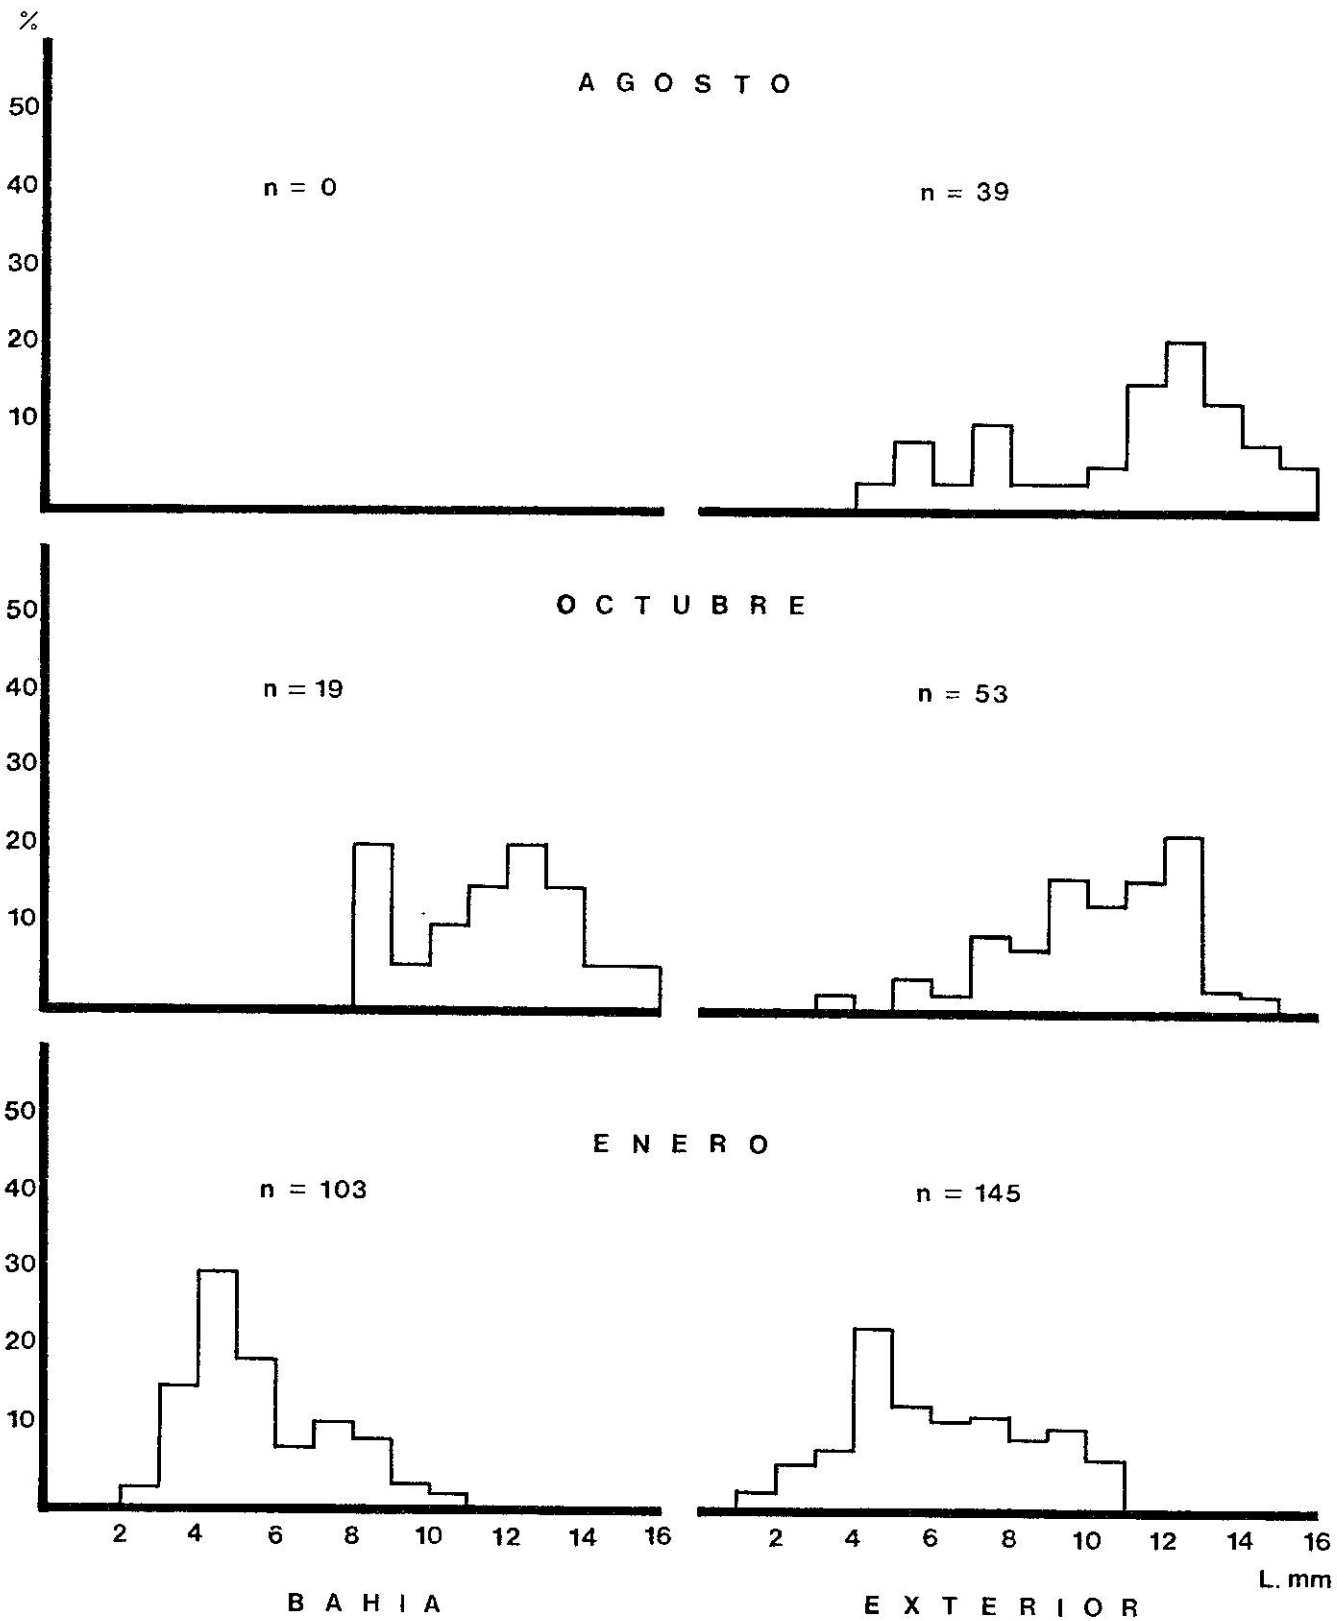 %
A G O S T O
50
40
30
20
10
n = 0
n = 39
O C T U B R E
50
40
30
20
10
n = 19
n = 53
E N E R O
50
40
30
20
10
n = 103
n = 145
2 4 6 8 10 12 14 16
2 4 6 8 10 12 14 16
L. mm
B A H I A
E X T E R I O R